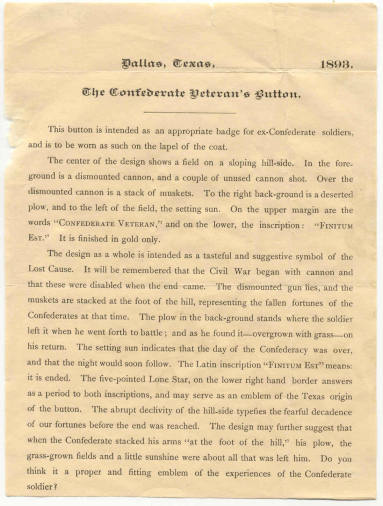 Dallas, Texas, 1893.
The Confederate Veteran's Button.
This button is intended as an appropriate badge for ex-Confederate soldiers,
and is to be worn as such on the lapel of the coat.
The center of the design shows a field on a sloping hill-side. In the fore-
ground is a dismounted cannon, and a couple of unused cannon shot. Over the
dismounted cannon is a stack of muskets. To the right back-ground is a deserted
plow, and to the left of the field, the setting sun. On the upper margin are the
words "CONFEDERATE VETERAN," and on the lower, the inscription: "FINITUM
EST." It is finished in gold only.
The design as a whole is intended as a tasteful and suggestive symbol of the
Lost Cause. It will be remembered that the Civil War began with cannon and
that these were disabled when the end came. The dismounted gun lies, and the
muskets are stacked at the foot of the hill, representing the fallen fortunes of the
Confederates at that time. The plow in the back-ground stands where the soldier
left it when he went forth to battle; and as he found it—overgrown with grass—on
his return. The setting sun indicates that the day of the Confederacy was over,
and that the night would soon follow. The Latin inscription "FINITUM EST" means:
it is ended. The five-pointed Lone Star, on the lower right hand border answers
as a period to both inscriptions, and may serve as an emblem of the Texas origin
of the button. The abrupt declivity of the hill-side typefies the fearful decadence
of our fortunes before the end was reached. The design may further suggest that
when the Confederate stacked his arms "at the foot of the hill," his plow, the
grass-grown fields and a little sunshine were about all that was left him. Do you
think it a proper and fitting emblem of the experiences of the Confederate
soldier?